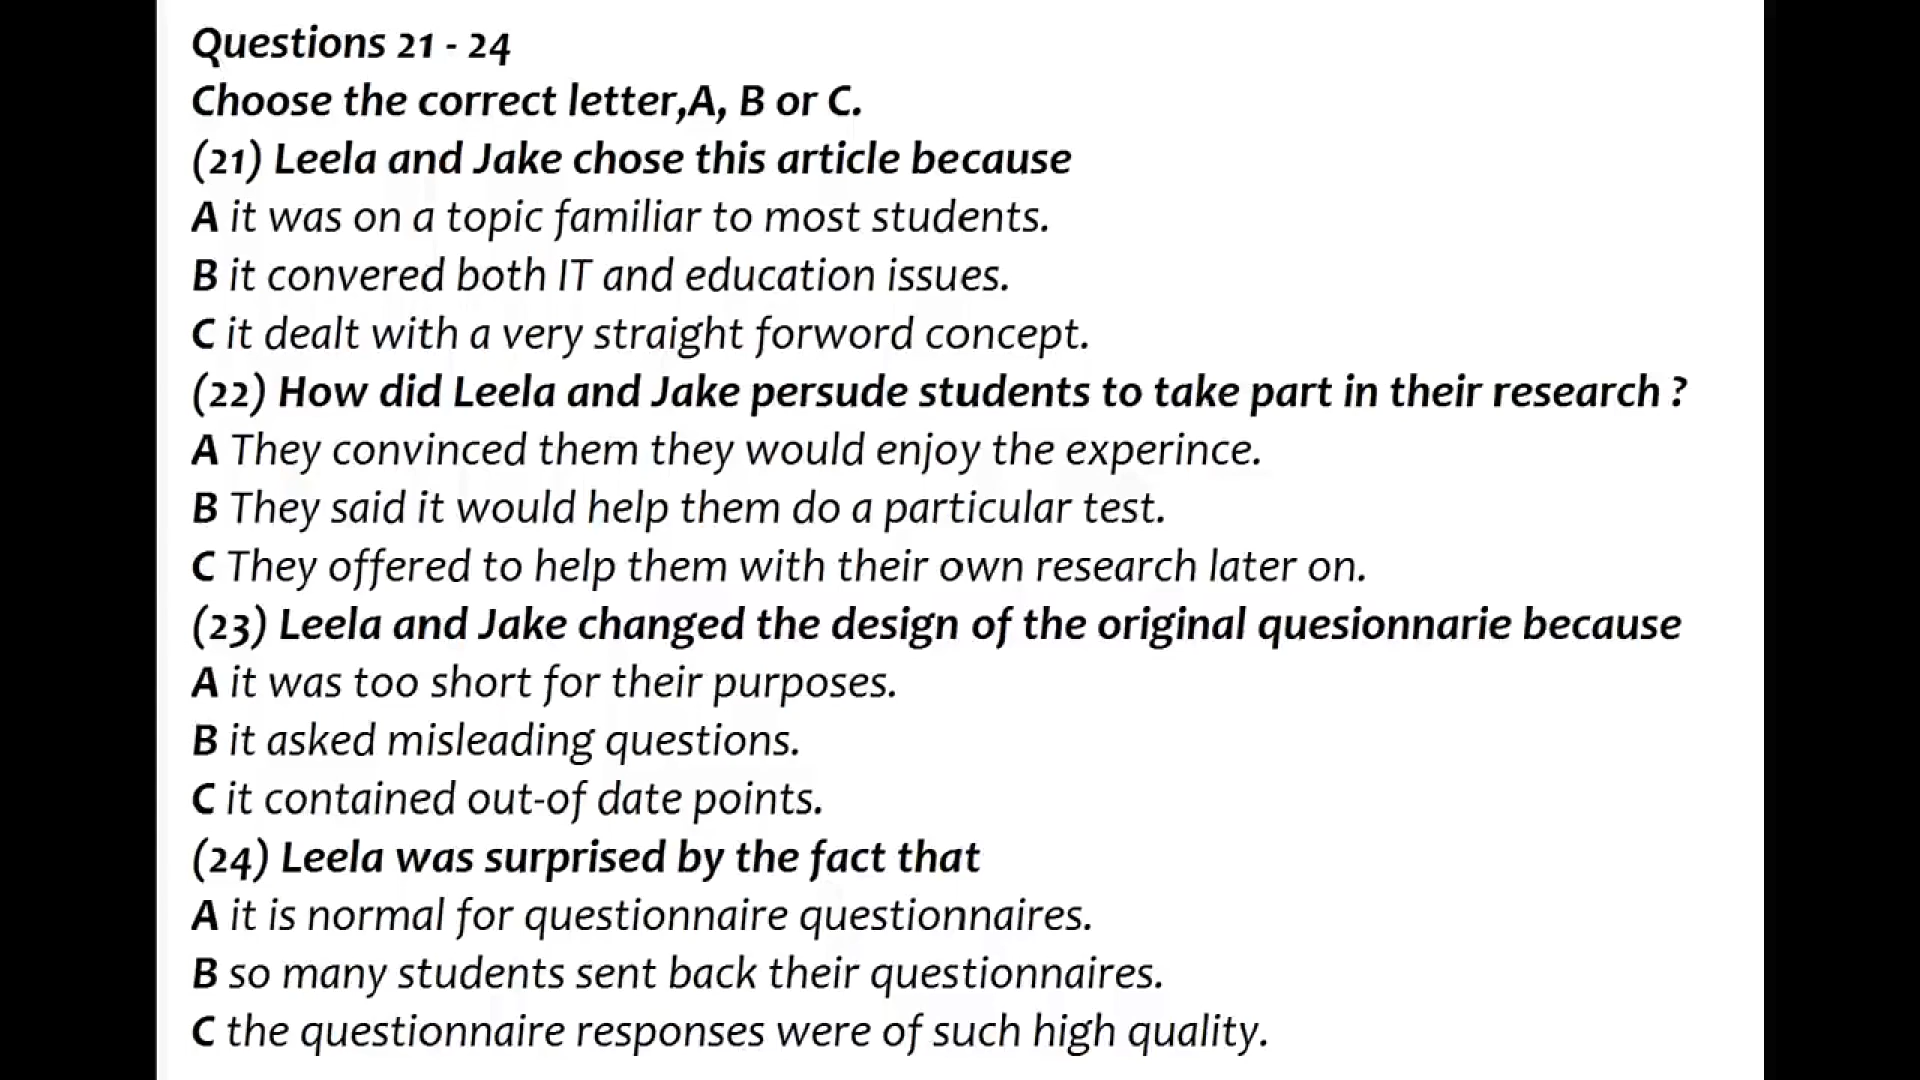 Questions 21 - 24
Choose the correct letter,A, B or C.
(21) Leela and Jake chose this article because
A it was on a topic familiar to most students.
B it convered both IT and education issues.
C it dealt with a very straight forword concept.
(22) How did Leela and Jake persude students to take part in their research ?
A They convinced them they would enjoy the experince.
B They said it would help them do a particular test.
C They offered to help them with their own research later on.
(23) Leela and Jake changed the design of the original quesionnarie because
A it was too short for their purposes.
B it asked misleading questions.
C it contained out-of date points.
(24) Leela was surprised by the fact that
A it is normal for questionnaire questionnaires.
B so many students sent back their questionnaires.
C the questionnaire responses were of such high quality.